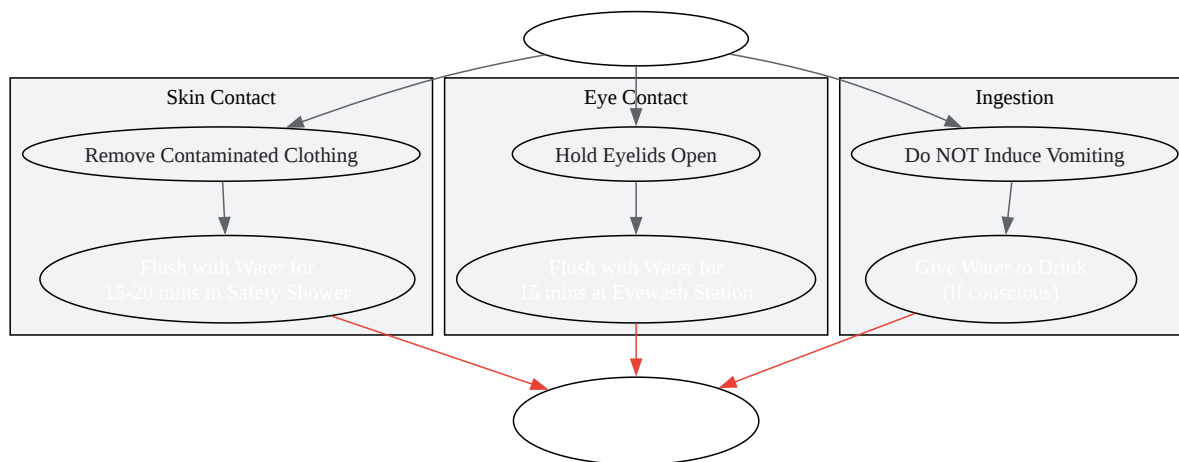 Skin Contact
Eye Contact
Ingestion
Remove Contaminated Clothing
Hold Eyelids Open
Do NOT Induce Vomiting
Flush with Water for
15-20 mins in Safety Shower
Flush with Water for
15 mins at Eyewash Station
Give Water to Drink
(if conscious)